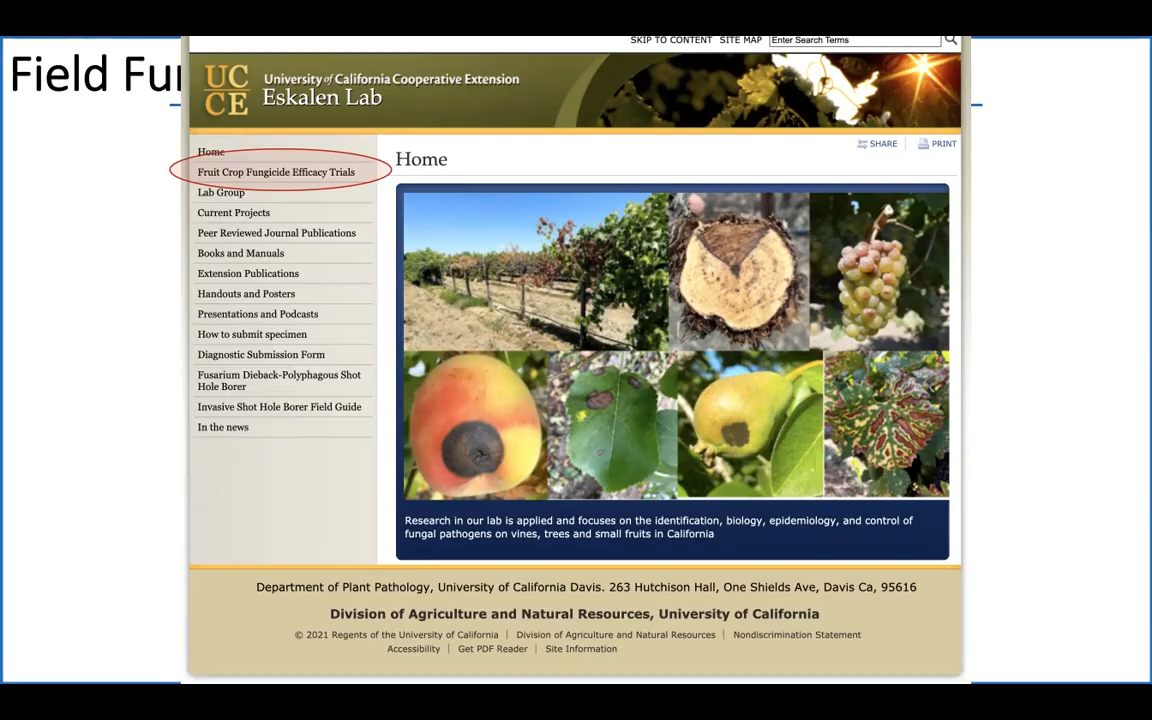 SKIP TO CONTENT SITE MAP Enter Search Terms
Field Fu
UC CE
University of California Cooperative Extension
Eskalen Lab
SHARE PRINT
Home
Fruit Crop Fungicide Efficacy Trials
Lab Group
Current Projects
Peer Reviewed Journal Publications
Books and Manuals
Extension Publications
Handouts and Posters
Presentations and Podcasts
How to submit specimen
Diagnostic Submission Form
Fusarium Dieback-Polyphagous Shot
Hole Borer
Invasive Shot Hole Borer Field Guide
In the news
Home
Research in our lab is applied and focuses on the identification, biology, epidemiology, and control of
fungal pathogens on vines, trees and small fruits in California
Department of Plant Pathology, University of California Davis. 263 Hutchison Hall, One Shields Ave, Davis Ca, 95616
Division of Agriculture and Natural Resources, University of California
© 2021 Regents of the University of California | Division of Agriculture and Natural Resources | Nondiscrimination Statement
Accessibility | Get PDF Reader | Site Information